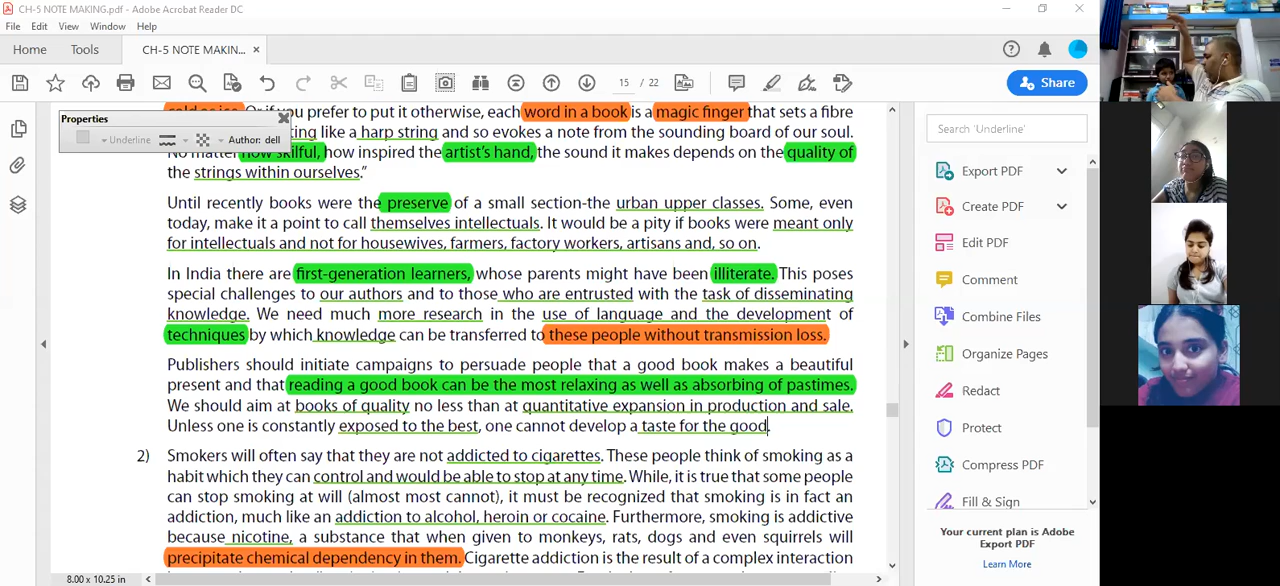 CH-5 NOTE MAKING.pdf - Adobe Acrobat Reader DC
File Edit View Window Help
Home Tools CH-5 NOTE MAKIN... ×
Share
15 / 22
Properties
Underline Author: dell
Or if you prefer to put it otherwise, each word in a book is a magic finger that sets a fibre
like a harp string and so evokes a note from the sounding board of our soul.
No matter how skilful, how inspired the artist's hand, the sound it makes depends on the quality of
the strings within ourselves."
Until recently books were the preserve of a small section-the urban upper classes. Some, even
today, make it a point to call themselves intellectuals. It would be a pity if books were meant only
for intellectuals and not for housewives, farmers, factory workers, artisans and, so on.
In India there are first-generation learners, whose parents might have been illiterate. This poses
special challenges to our authors and to those who are entrusted with the task of disseminating
knowledge. We need much more research in the use of language and the development of
techniques by which knowledge can be transferred to these people without transmission loss.
Publishers should initiate campaigns to persuade people that a good book makes a beautiful
present and that reading a good book can be the most relaxing as well as absorbing of pastimes.
We should aim at books of quality no less than at quantitative expansion in production and sale.
Unless one is constantly exposed to the best, one cannot develop a taste for the good.
2) Smokers will often say that they are not addicted to cigarettes. These people think of smoking as a
habit which they can control and would be able to stop at any time. While, it is true that some people
can stop smoking at will (almost most cannot), it must be recognized that smoking is in fact an
addiction, much like an addiction to alcohol, heroin or cocaine. Furthermore, smoking is addictive
because nicotine, a substance that when given to monkeys, rats, dogs and even squirrels will
precipitate chemical dependency in them. Cigarette addiction is the result of a complex interaction
8.00 x 10.25 in
Search 'Underline'
Export PDF
Create PDF
Edit PDF
Comment
Combine Files
Organize Pages
Redact
Protect
Compress PDF
Fill & Sign
Your current plan is Adobe
Export PDF
Learn More